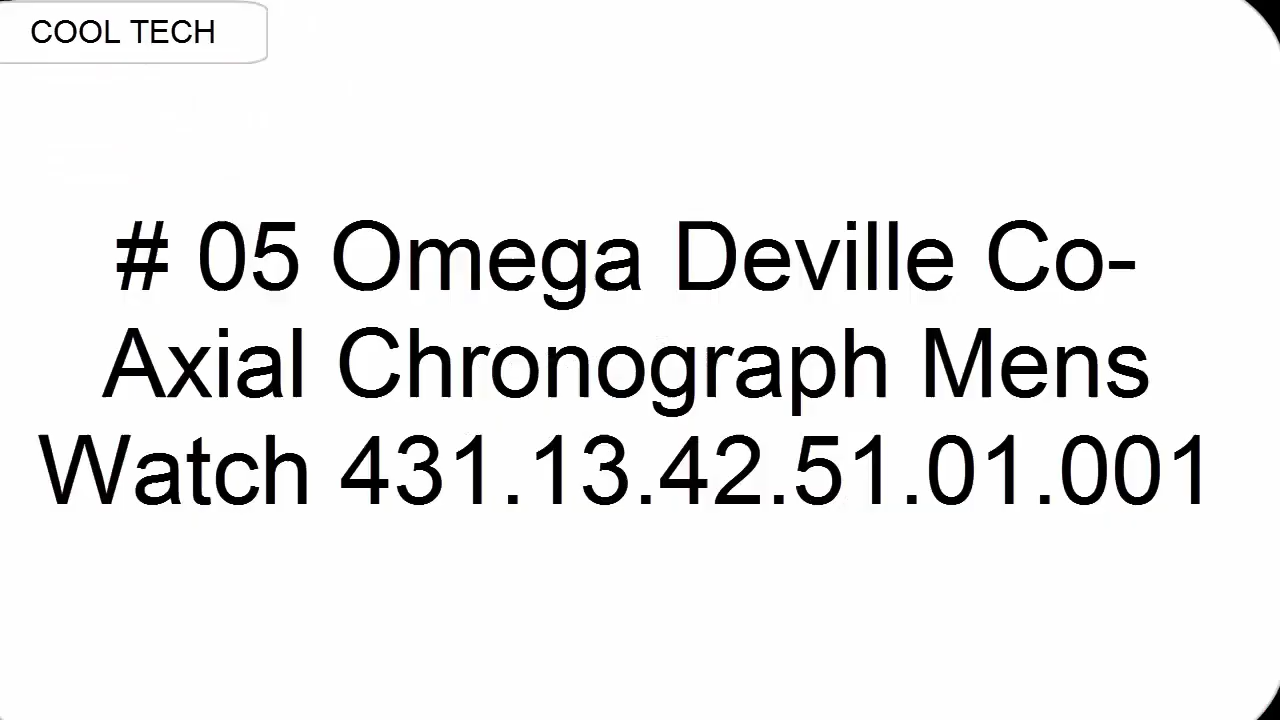 COOL TECH
# 05 Omega Deville Co-
Axial Chronograph Mens
Watch 431.13.42.51.01.001